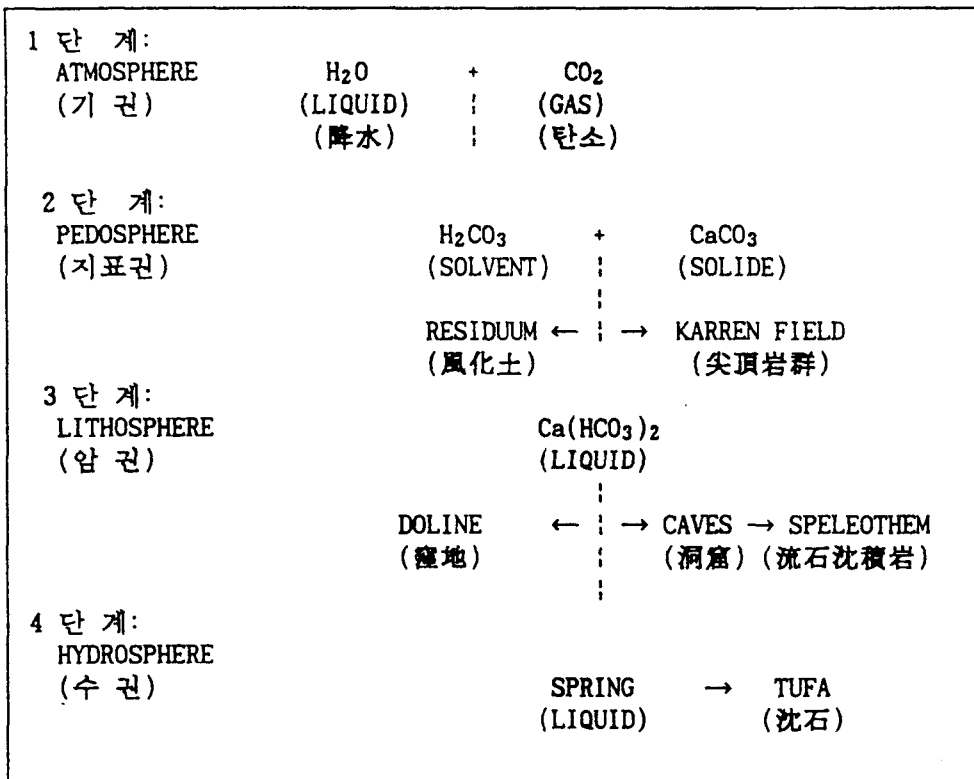 1 단 계:
ATMOSPHERE H₂O + CO₂
(기 권) (LIQUID) (GAS)
(降水) (탄소)
2 단 계:
PEDOSPHERE H₂CO₃ + CaCO₃
(지표권) (SOLVENT) (SOLIDE)
RESIDUUM ← → KARREN FIELD
(風化土) (尖頂岩群)
3 단 계:
LITHOSPHERE Ca(HCO₃)₂
(암 권) (LIQUID)
DOLINE ← → CAVES → SPELEOTHEM
(窪地) (洞窟) (流石沈積岩)
4 단 계:
HYDROSPHERE
(수 권) SPRING → TUFA
(LIQUID) (沈石)